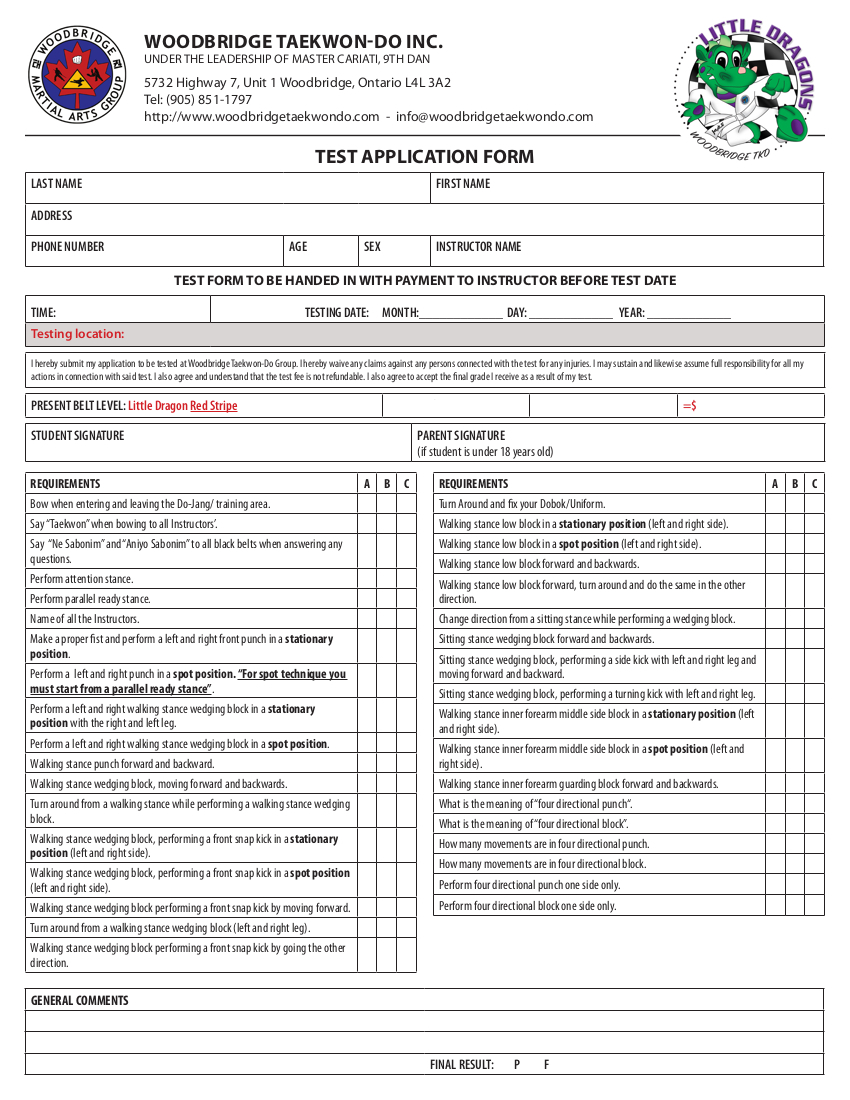 WOODBRIDGE
MARTIAL ARTS GROUP
WOODBRIDGE TAEKWON-DO INC.
UNDER THE LEADERSHIP OF MASTER CARIATI, 9TH DAN
5732 Highway 7, Unit 1 Woodbridge, Ontario L4L 3A2
Tel: (905) 851-1797
http://www.woodbridgetaekwondo.com - info@woodbridgetaekwondo.com
LITTLE DRAGONS
WOODBRIDGE TKD
TEST APPLICATION FORM
LAST NAME FIRST NAME
ADDRESS
PHONE NUMBER AGE SEX INSTRUCTOR NAME
TEST FORM TO BE HANDED IN WITH PAYMENT TO INSTRUCTOR BEFORE TEST DATE
TIME: TESTING DATE: MONTH:_____________ DAY: _____________ YEAR: _____________
Testing location:
I hereby submit my application to be tested at Woodbridge Taekwon-Do Group. I hereby waive any claims against any persons connected with the test for any injuries. I may sustain and likewise assume full responsibility for all my
actions in connection with said test. I also agree and understand that the test fee is not refundable. I also agree to accept the final grade I receive as a result of my test.
PRESENT BELT LEVEL: Little Dragon Red Stripe =$
STUDENT SIGNATURE PARENT SIGNATURE
(if student is under 18 years old)
REQUIREMENTS A B C
Bow when entering and leaving the Do-Jang/ training area.
Say “Taekwon” when bowing to all Instructors’.
Say “Ne Sabonim” and “Aniyo Sabonim” to all black belts when answering any
questions.
Perform attention stance.
Perform parallel ready stance.
Name of all the Instructors.
Make a proper fist and perform a left and right front punch in a stationary
position.
Perform a left and right punch in a spot position. “For spot technique you
must start from a parallel ready stance”.
Perform a left and right walking stance wedging block in a stationary
position with the right and left leg.
Perform a left and right walking stance wedging block in a spot position.
Walking stance punch forward and backward.
Walking stance wedging block, moving forward and backwards.
Turn around from a walking stance while performing a walking stance wedging
block.
Walking stance wedging block, performing a front snap kick in a stationary
position (left and right side).
Walking stance wedging block, performing a front snap kick in a spot position
(left and right side).
Walking stance wedging block performing a front snap kick by moving forward.
Turn around from a walking stance wedging block (left and right leg).
Walking stance wedging block performing a front snap kick by going the other
direction.
REQUIREMENTS A B C
Turn Around and fix your Dobok/Uniform.
Walking stance low block in a stationary position (left and right side).
Walking stance low block in a spot position (left and right side).
Walking stance low block forward and backwards.
Walking stance low block forward, turn around and do the same in the other
direction.
Change direction from a sitting stance while performing a wedging block.
Sitting stance wedging block forward and backwards.
Sitting stance wedging block, performing a side kick with left and right leg and
moving forward and backward.
Sitting stance wedging block, performing a turning kick with left and right leg.
Walking stance inner forearm middle side block in a stationary position (left
and right side).
Walking stance inner forearm middle side block in a spot position (left and
right side).
Walking stance inner forearm guarding block forward and backwards.
What is the meaning of “four directional punch”.
What is the meaning of “four directional block”.
How many movements are in four directional punch.
How many movements are in four directional block.
Perform four directional punch one side only.
Perform four directional block one side only.
GENERAL COMMENTS
FINAL RESULT: P F